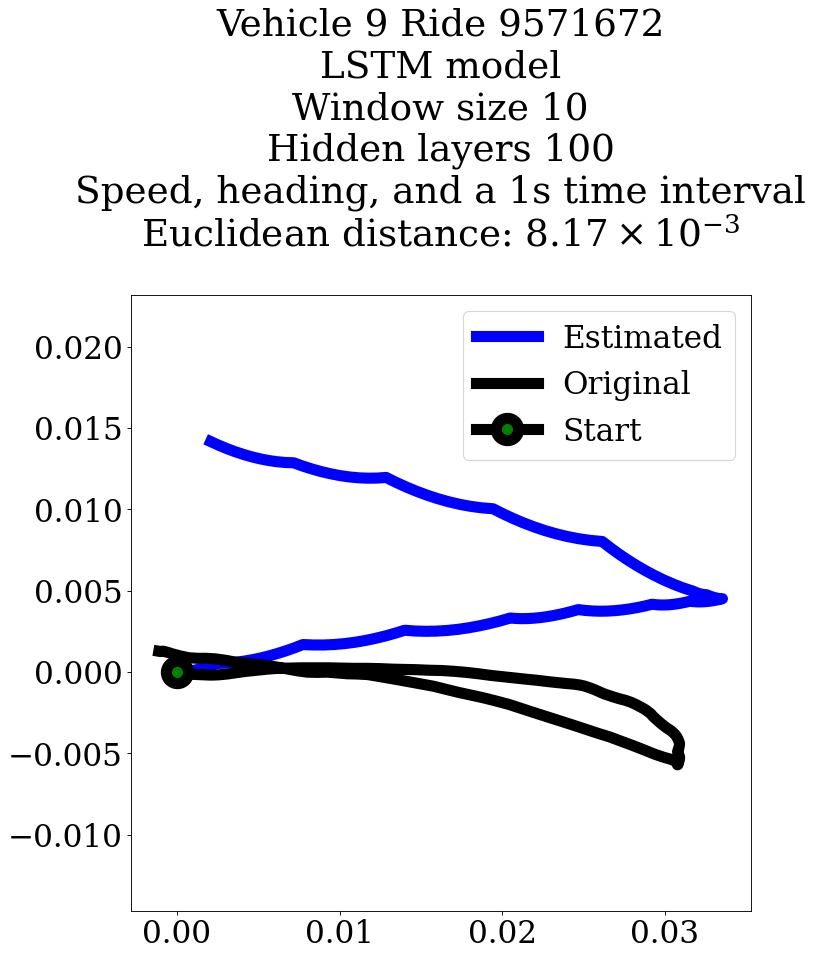 Vehicle 9 Ride 9571672
LSTM model
Window size 10
Hidden layers 100
Speed, heading, and a 1s time interval
Euclidean distance: 8.17 × 10⁻³
Estimated
Original
Start
0.020
0.015
0.010
0.005
0.000
−0.005
−0.010
0.00 0.01 0.02 0.03